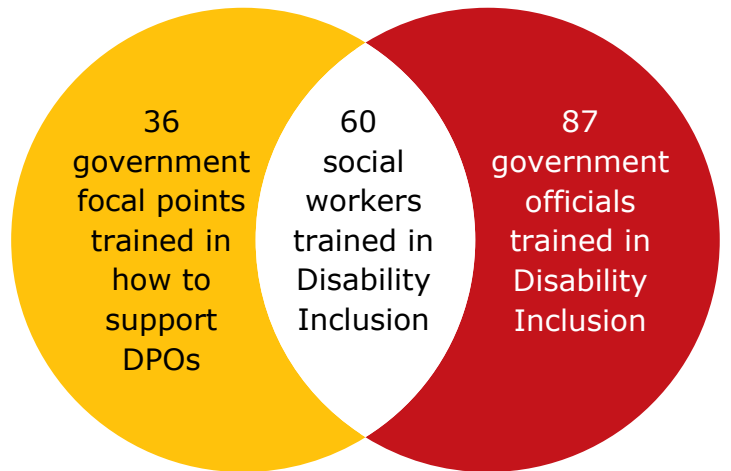 36
government
focal points
trained in
how to
support
DPOs
60
social
workers
trained in
Disability
Inclusion
87
government
officials
trained in
Disability
Inclusion